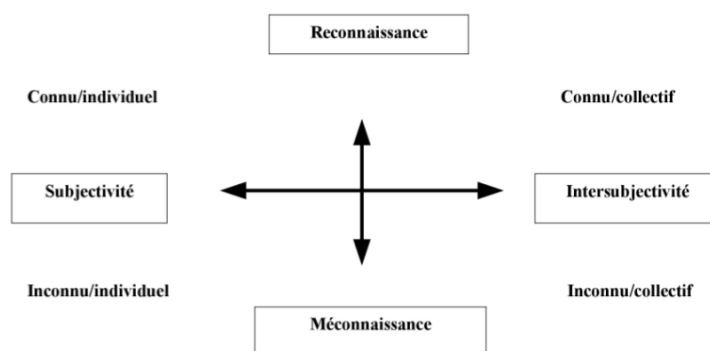 Reconnaissance
Connu/individuel
Connu/collectif
Subjectivité
Intersubjectivité
Inconnu/individuel
Inconnu/collectif
Méconnaissance